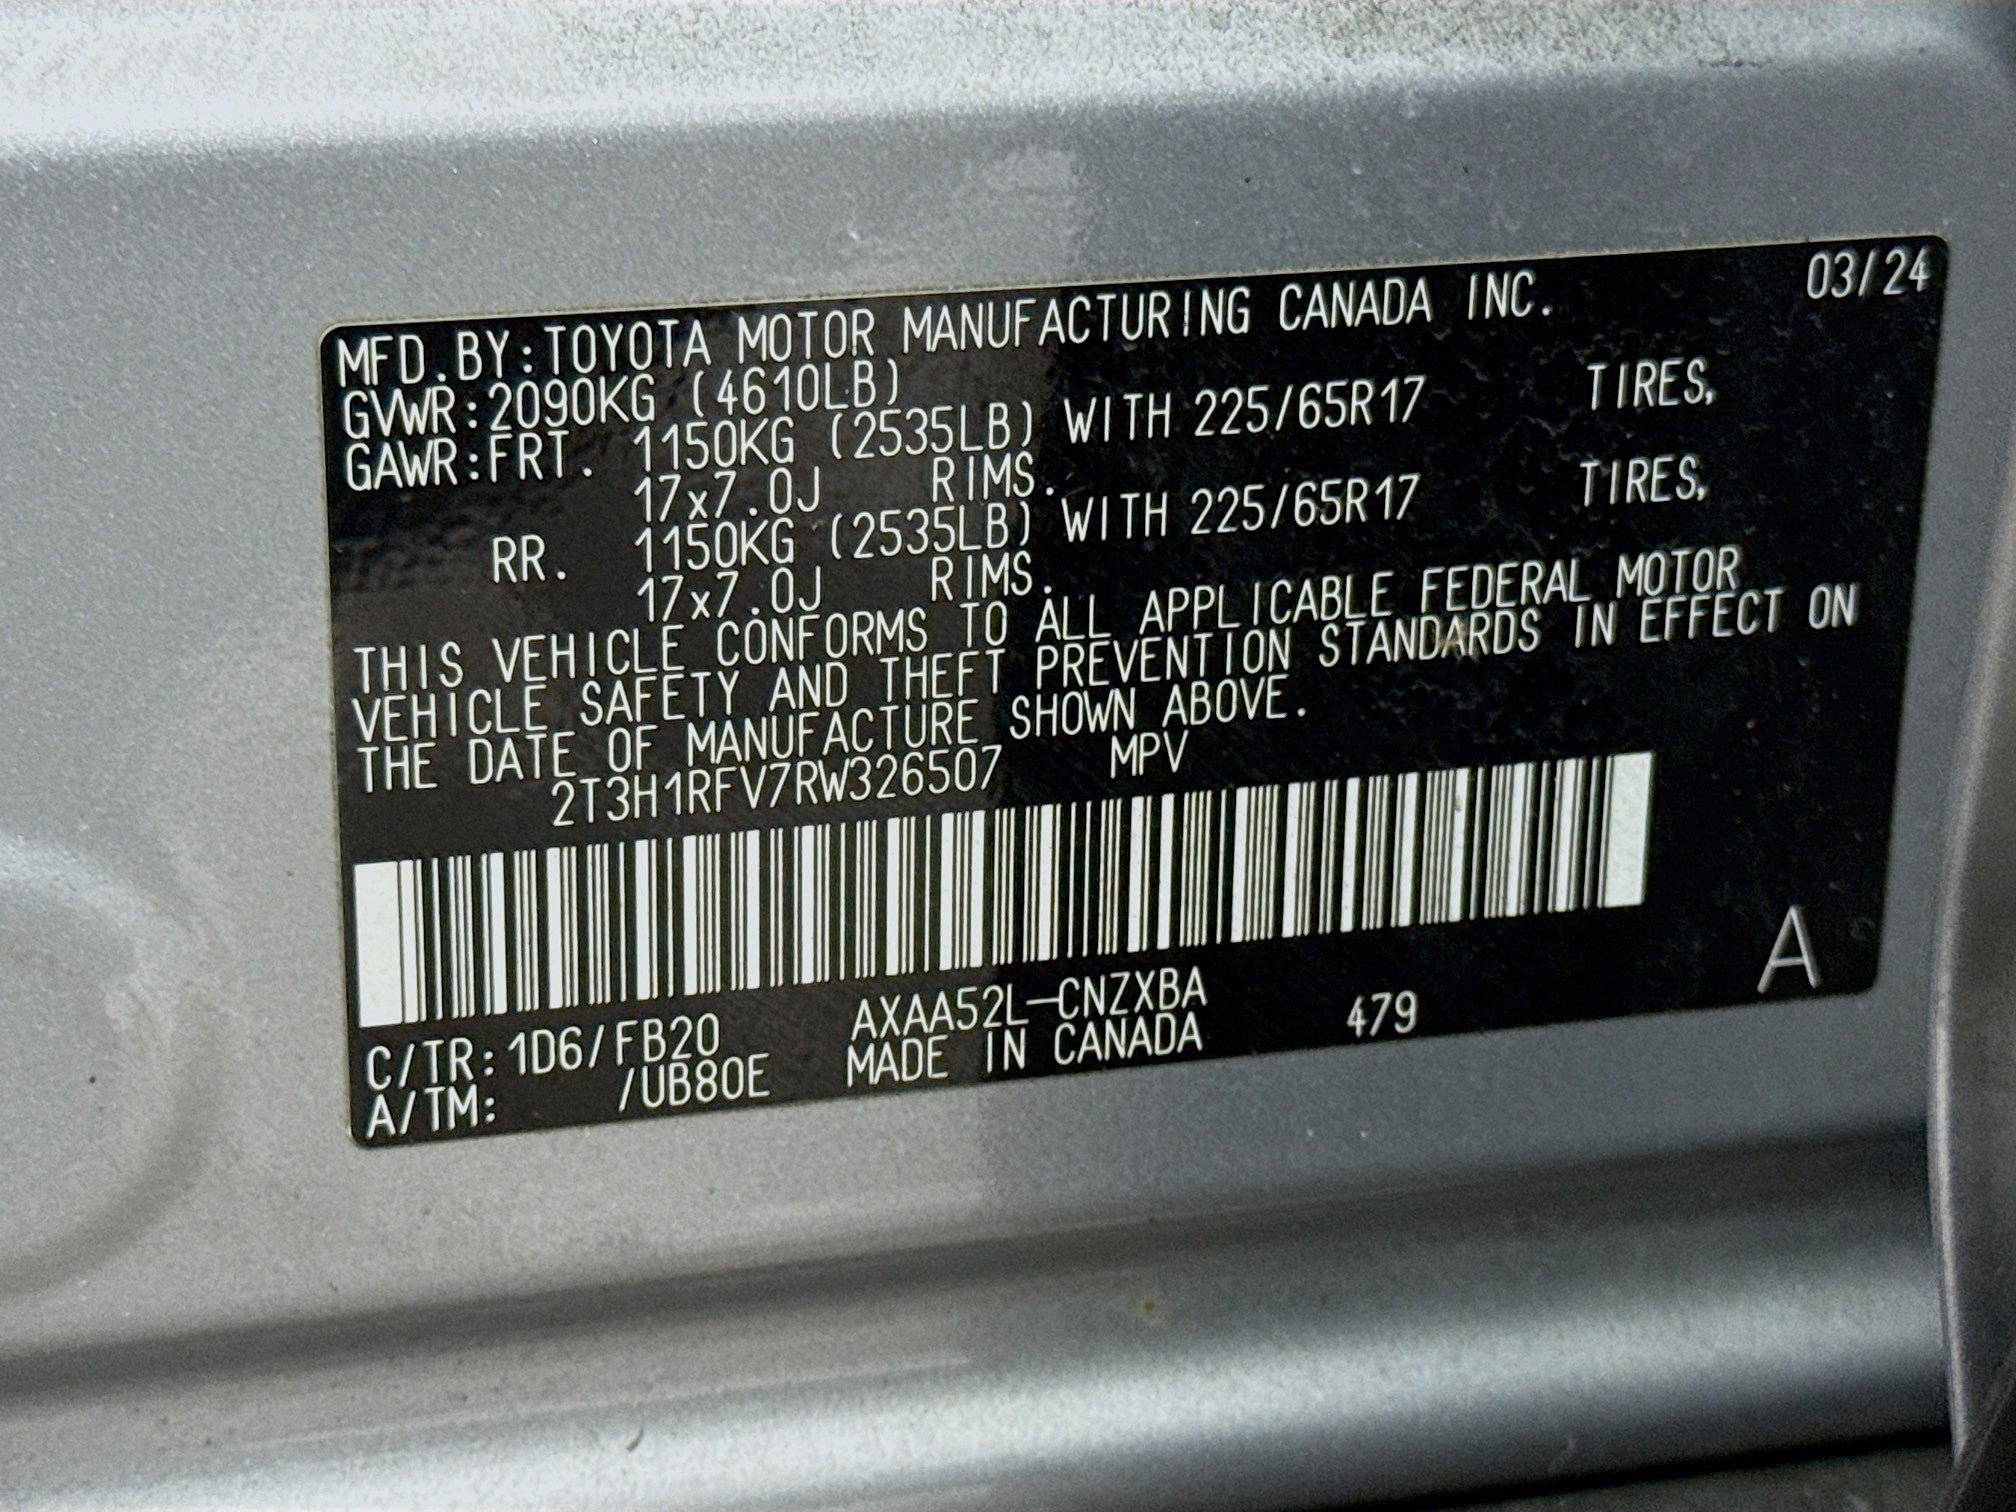 MFD.BY:TOYOTA MOTOR MANUFACTURING CANADA INC. 03/24
GVWR:2090KG (4610LB)
GAWR:FRT. 1150KG (2535LB) WITH 225/65R17 TIRES,
17x7.0J RIMS.
RR. 1150KG (2535LB) WITH 225/65R17 TIRES,
17x7.0J RIMS.
THIS VEHICLE CONFORMS TO ALL APPLICABLE FEDERAL MOTOR
VEHICLE SAFETY AND THEFT PREVENTION STANDARDS IN EFFECT ON
THE DATE OF MANUFACTURE SHOWN ABOVE.
2T3H1RFV7RW326507 MPV
C/TR:1D6/FB20 AXAA52L-CNZXBA 479 A
A/TM: /UB80E MADE IN CANADA